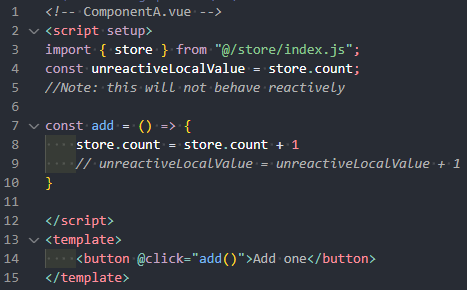 1 <!-- ComponentA.vue -->
2 <script setup>
3 import { store } from "@/store/index.js";
4 const unreactiveLocalValue = store.count;
5 //Note: this will not behave reactively
6
7 const add = () => {
8     store.count = store.count + 1
9     // unreactiveLocalValue = unreactiveLocalValue + 1
10 }
11
12 </script>
13 <template>
14     <button @click="add()">Add one</button>
15 </template>